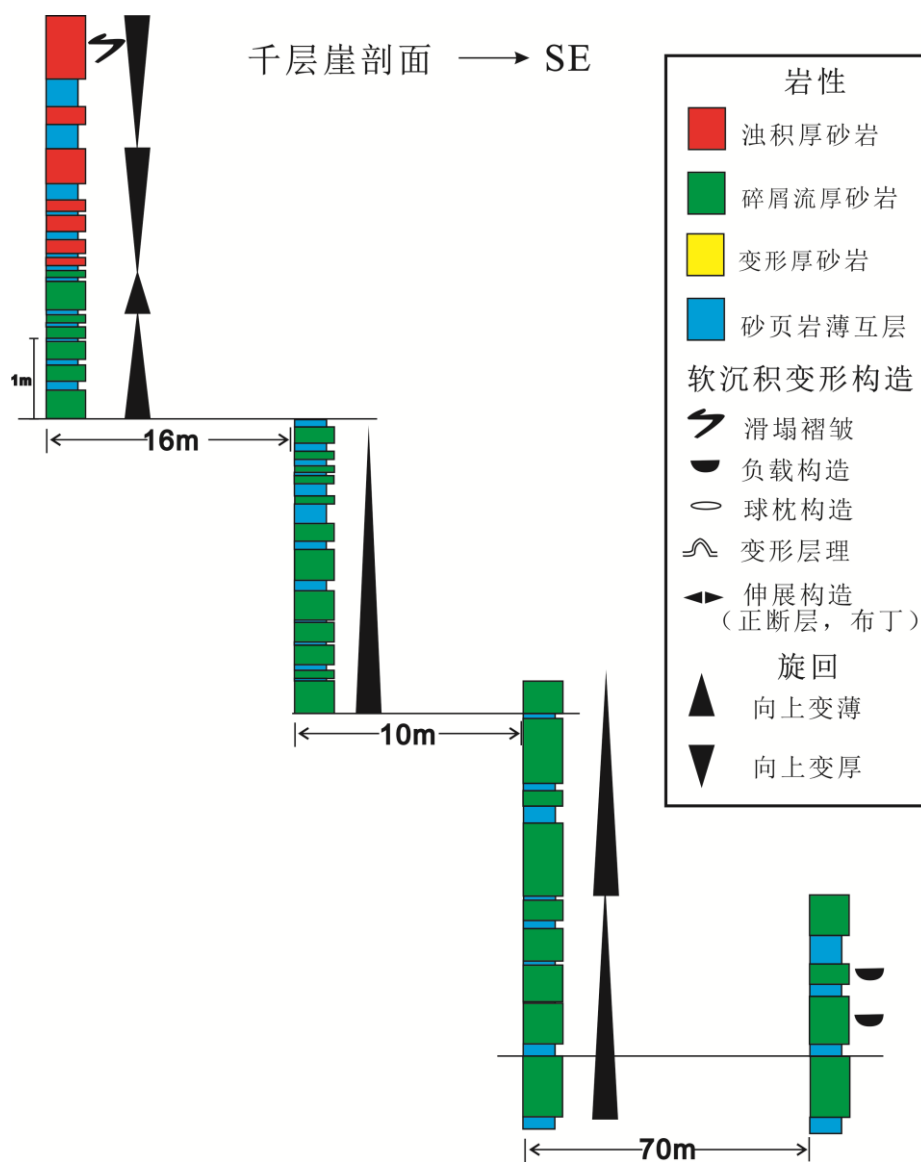 千层崖剖面 SE
岩性
浊积厚砂岩
碎屑流厚砂岩
变形厚砂岩
砂页岩薄互层
软沉积变形构造
滑塌褶皱
负载构造
球枕构造
变形层理
伸展构造
（正断层，布丁）
旋回
向上变薄
向上变厚
1m
16m
10m
70m